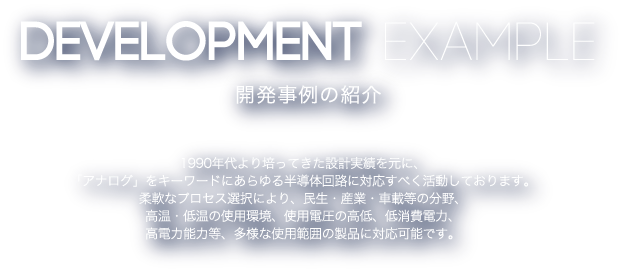 DEVELOPMENT EXAMPLE
開発事例の紹介
1990年代より培ってきた設計実績を元に、
アナログ」をキーワードにあらゆる半導体回路に対応すべく活動しております。
柔軟なプロセス選択により、民生・産業・車載等の分野、
高温・低温の使用環境、使用電圧の高低、低消費電力、
高電力能力等、多様な使用範囲の製品に対応可能です。